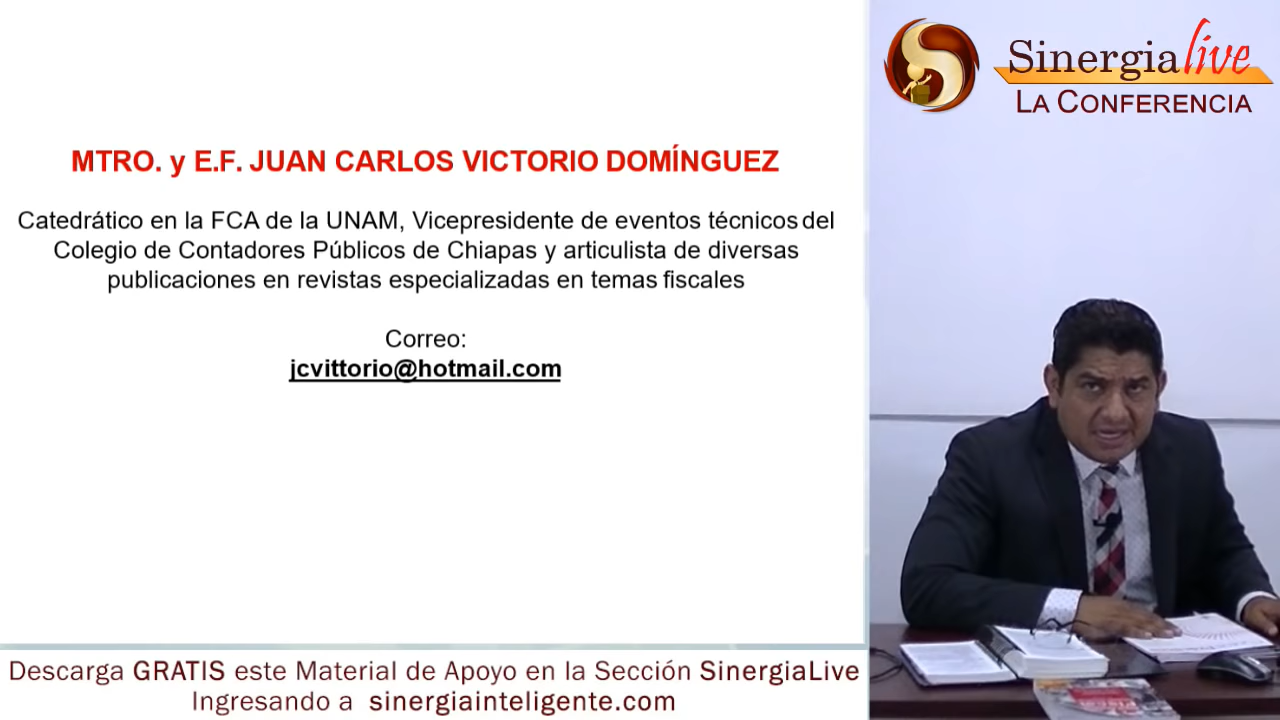 MTRO. y E.F. JUAN CARLOS VICTORIO DOMÍNGUEZ
Catedrático en la FCA de la UNAM, Vicepresidente de eventos técnicos del
Colegio de Contadores Públicos de Chiapas y articulista de diversas
publicaciones en revistas especializadas en temas fiscales
Correo:
jcvittorio@hotmail.com
Sinergialive
LA CONFERENCIA
Descarga GRATIS este Material de Apoyo en la Sección SinergiaLive
Ingresando a sinergiainteligente.com